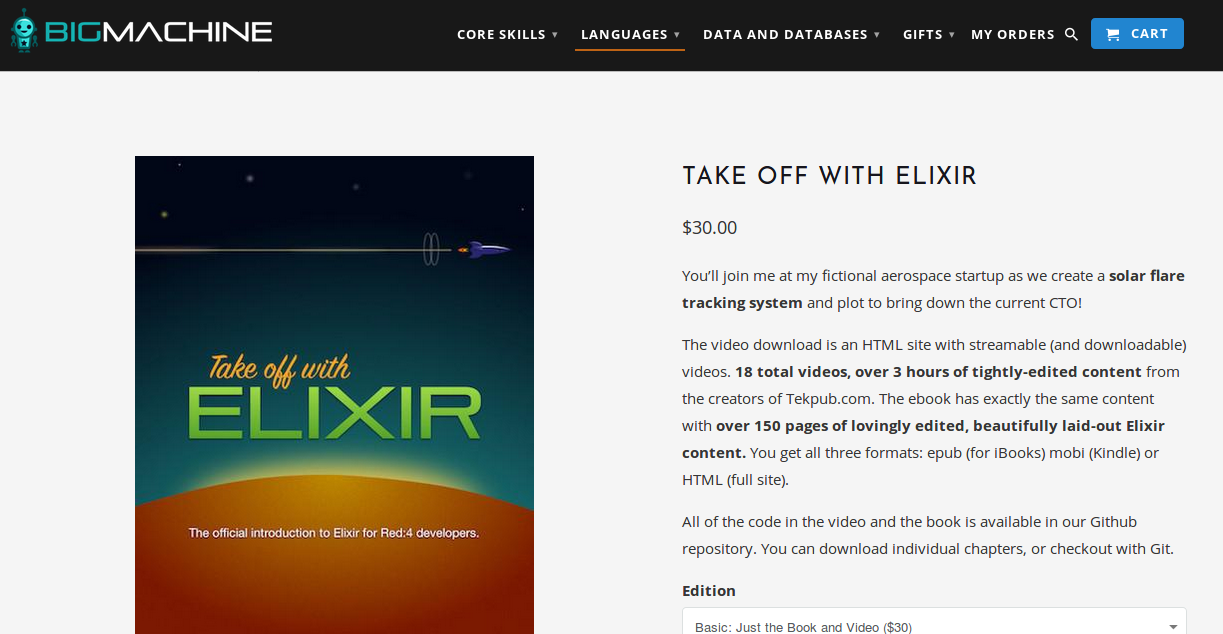 BIGMACHINE
CORE SKILLS ▾ LANGUAGES ▾ DATA AND DATABASES ▾ GIFTS ▾ MY ORDERS CART
Take off with
ELIXIR
The official introduction to Elixir for Red:4 developers.
TAKE OFF WITH ELIXIR
$30.00
You’ll join me at my fictional aerospace startup as we create a solar flare
tracking system and plot to bring down the current CTO!
The video download is an HTML site with streamable (and downloadable)
videos. 18 total videos, over 3 hours of tightly-edited content from
the creators of Tekpub.com. The ebook has exactly the same content
with over 150 pages of lovingly edited, beautifully laid-out Elixir
content. You get all three formats: epub (for iBooks) mobi (Kindle) or
HTML (full site).
All of the code in the video and the book is available in our Github
repository. You can download individual chapters, or checkout with Git.
Edition
Basic: Just the Book and Video ($30)